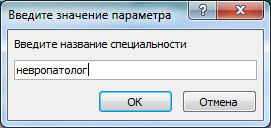 Введите значение параметра
Введите название специальности
невропатолог
ОК
Отмена